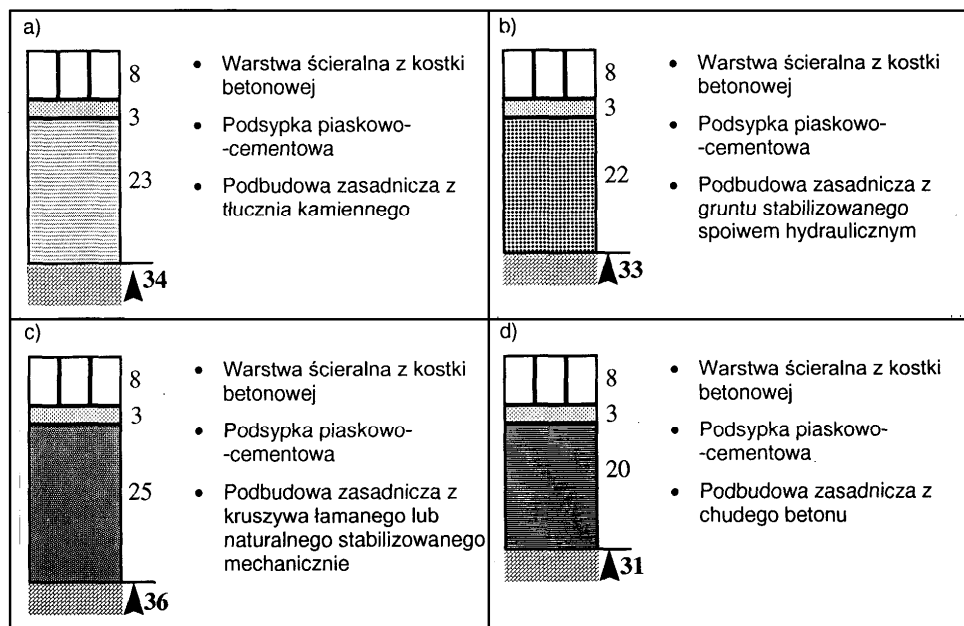 a)
8
3
23
34
• Warstwa ścieralna z kostki
betonowej
• Podsypka piaskowo-
-cementowa
• Podbudowa zasadnicza z
tłucznia kamiennego
b)
8
3
22
33
• Warstwa ścieralna z kostki
betonowej
• Podsypka piaskowo-
-cementowa
• Podbudowa zasadnicza z
gruntu stabilizowanego
spoiwem hydraulicznym
c)
8
3
25
36
• Warstwa ścieralna z kostki
betonowej
• Podsypka piaskowo-
-cementowa
• Podbudowa zasadnicza z
kruszywa łamanego lub
naturalnego stabilizowanego
mechanicznie
d)
8
3
20
31
• Warstwa ścieralna z kostki
betonowej
• Podsypka piaskowo-
-cementowa
• Podbudowa zasadnicza z
chudego betonu